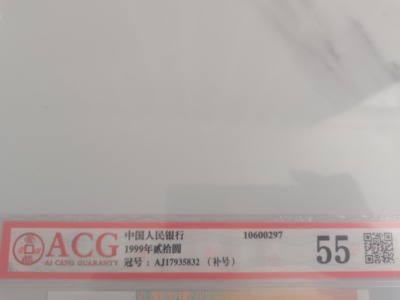 ACG
AI CANG GUARANTY
中国人民银行 10600297
1999年贰拾圆
冠号：AJ17935832（补号）
55